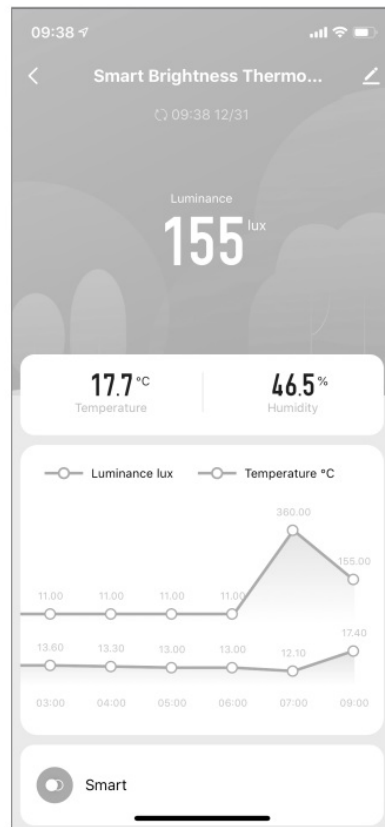 09:38
Smart Brightness Thermo...
09:38 12/31
Luminance
155 lux
17.7 °C
46.5 %
Temperature
Humidity
Luminance lux
Temperature °C
360.00
155.00
11.00 11.00 11.00 11.00
17.40
13.60 13.30 13.00 13.00 12.10
03:00 04:00 05:00 06:00 07:00 09:00
Smart